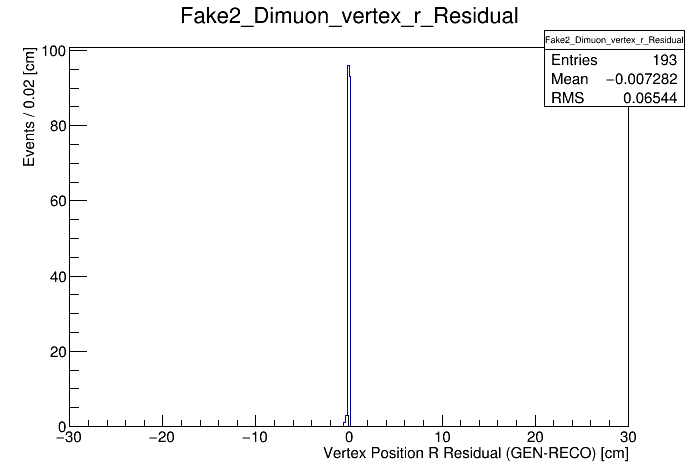 Fake2_Dimuon_vertex_r_Residual
Fake2_Dimuon_vertex_r_Residual
Entries 193
Mean −0.007282
RMS 0.06544
Events / 0.02 [cm]
100
80
60
40
20
0
−30 −20 −10 0 10 20 30
Vertex Position R Residual (GEN-RECO) [cm]